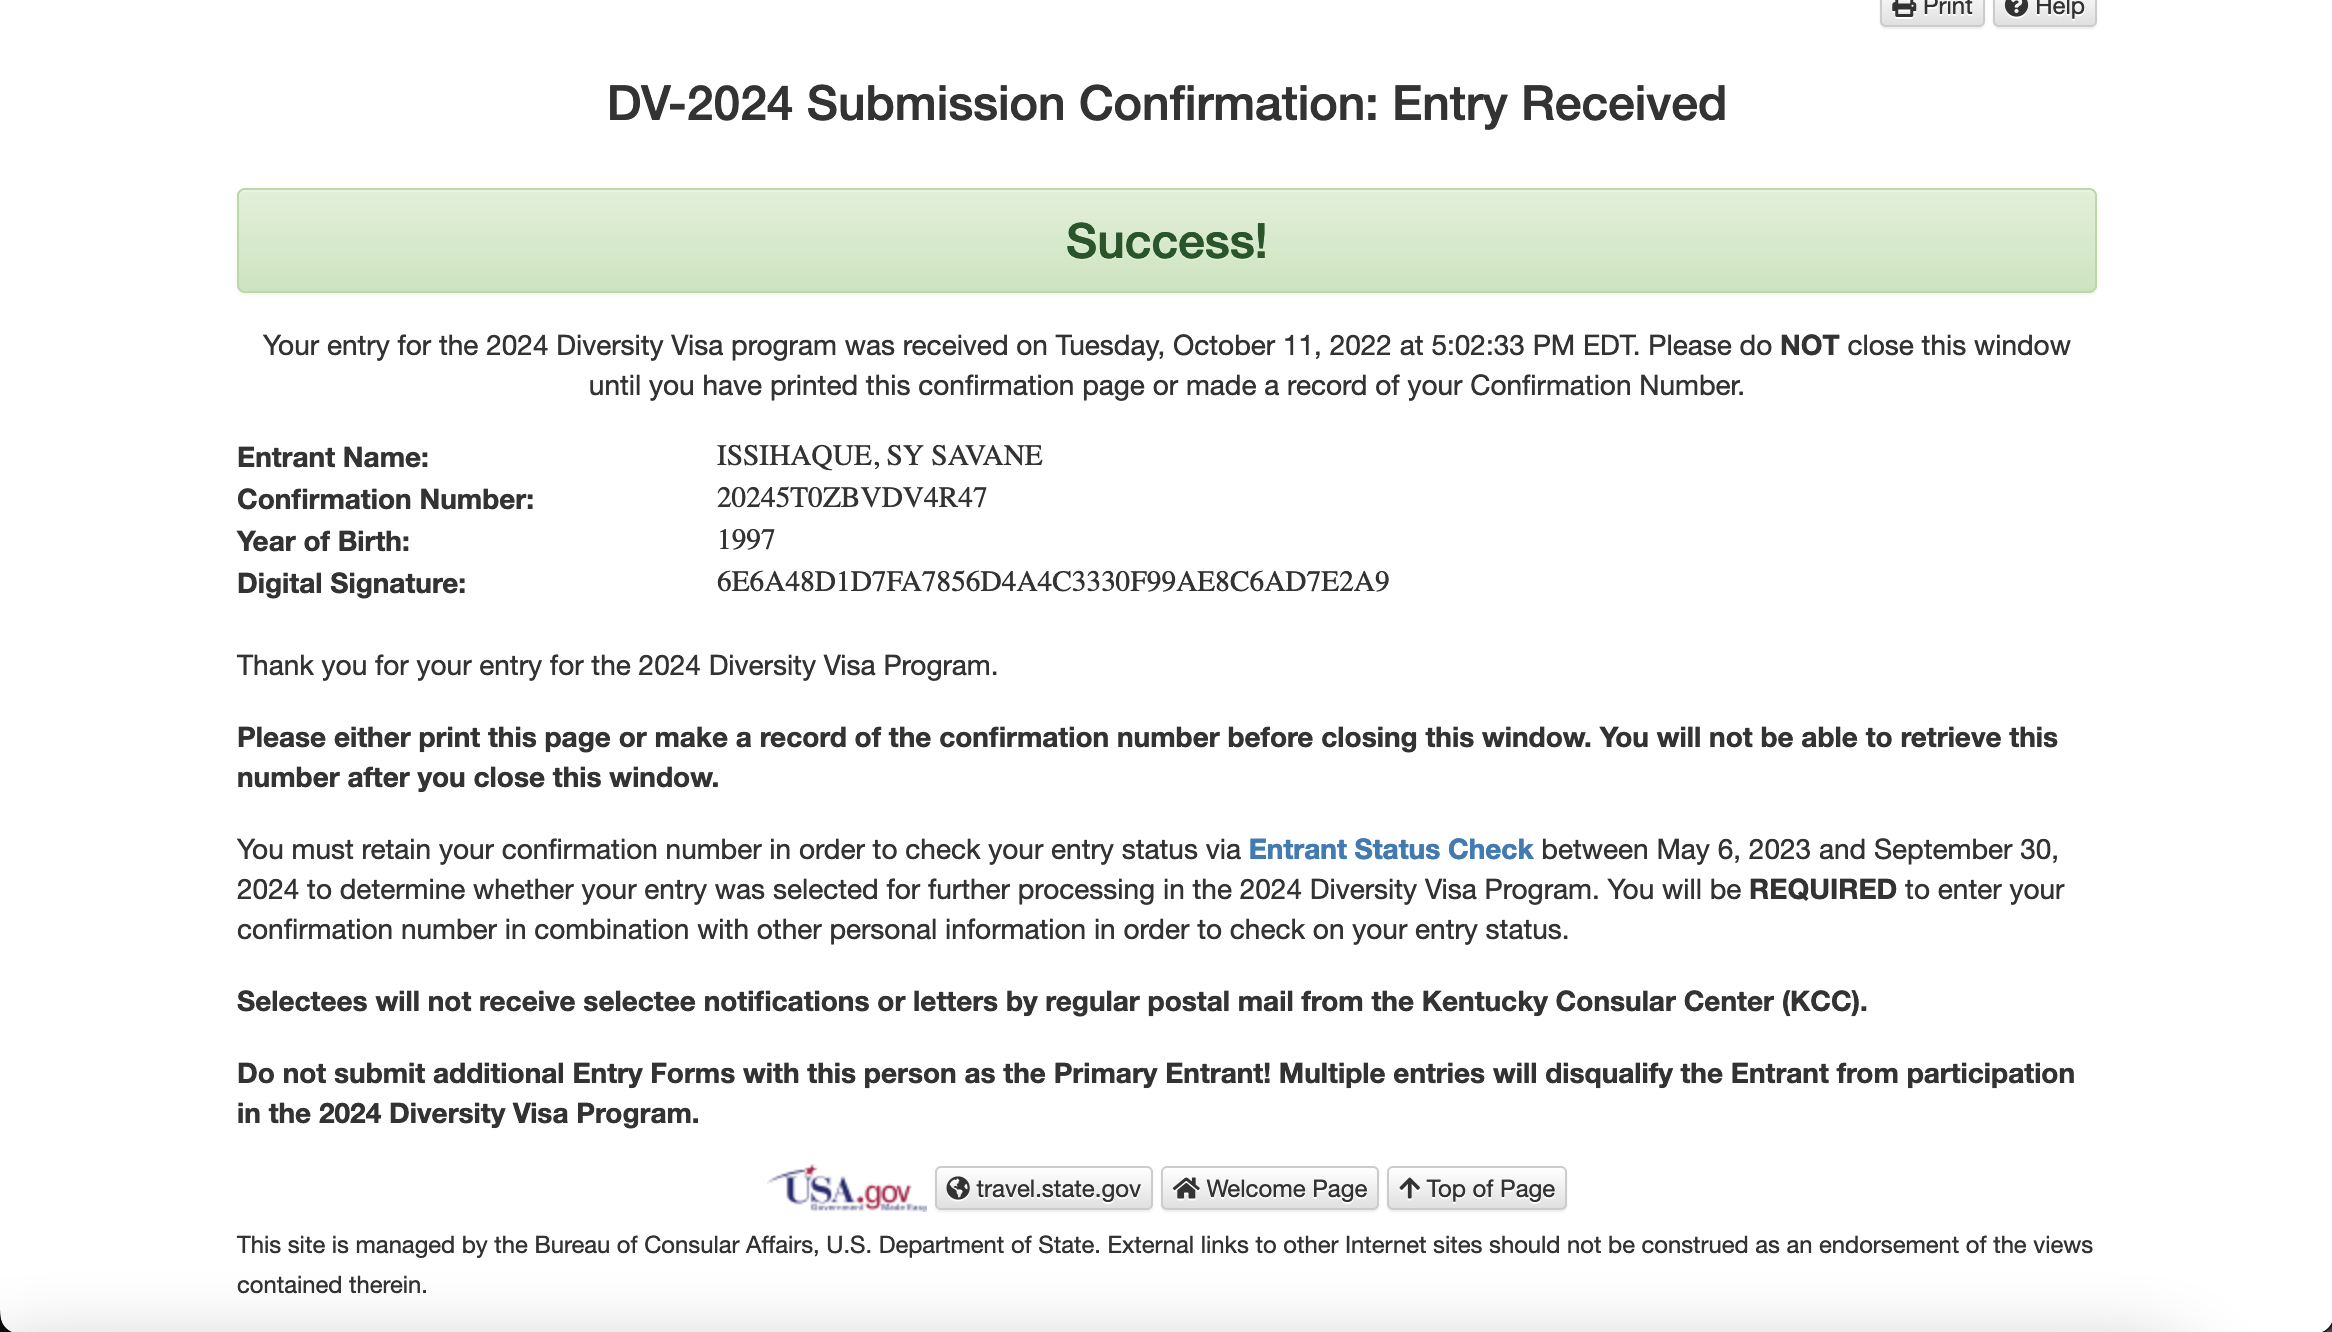 Print Help
DV-2024 Submission Confirmation: Entry Received
Success!
Your entry for the 2024 Diversity Visa program was received on Tuesday, October 11, 2022 at 5:02:33 PM EDT. Please do NOT close this window
until you have printed this confirmation page or made a record of your Confirmation Number.
Entrant Name: ISSIHAQUE, SY SAVANE
Confirmation Number: 20245T0ZBVDV4R47
Year of Birth: 1997
Digital Signature: 6E6A48D1D7FA7856D4A4C3330F99AE8C6AD7E2A9
Thank you for your entry for the 2024 Diversity Visa Program.
Please either print this page or make a record of the confirmation number before closing this window. You will not be able to retrieve this
number after you close this window.
You must retain your confirmation number in order to check your entry status via Entrant Status Check between May 6, 2023 and September 30,
2024 to determine whether your entry was selected for further processing in the 2024 Diversity Visa Program. You will be REQUIRED to enter your
confirmation number in combination with other personal information in order to check on your entry status.
Selectees will not receive selectee notifications or letters by regular postal mail from the Kentucky Consular Center (KCC).
Do not submit additional Entry Forms with this person as the Primary Entrant! Multiple entries will disqualify the Entrant from participation
in the 2024 Diversity Visa Program.
USA.gov travel.state.gov Welcome Page Top of Page
Government Made Easy
This site is managed by the Bureau of Consular Affairs, U.S. Department of State. External links to other Internet sites should not be construed as an endorsement of the views
contained therein.